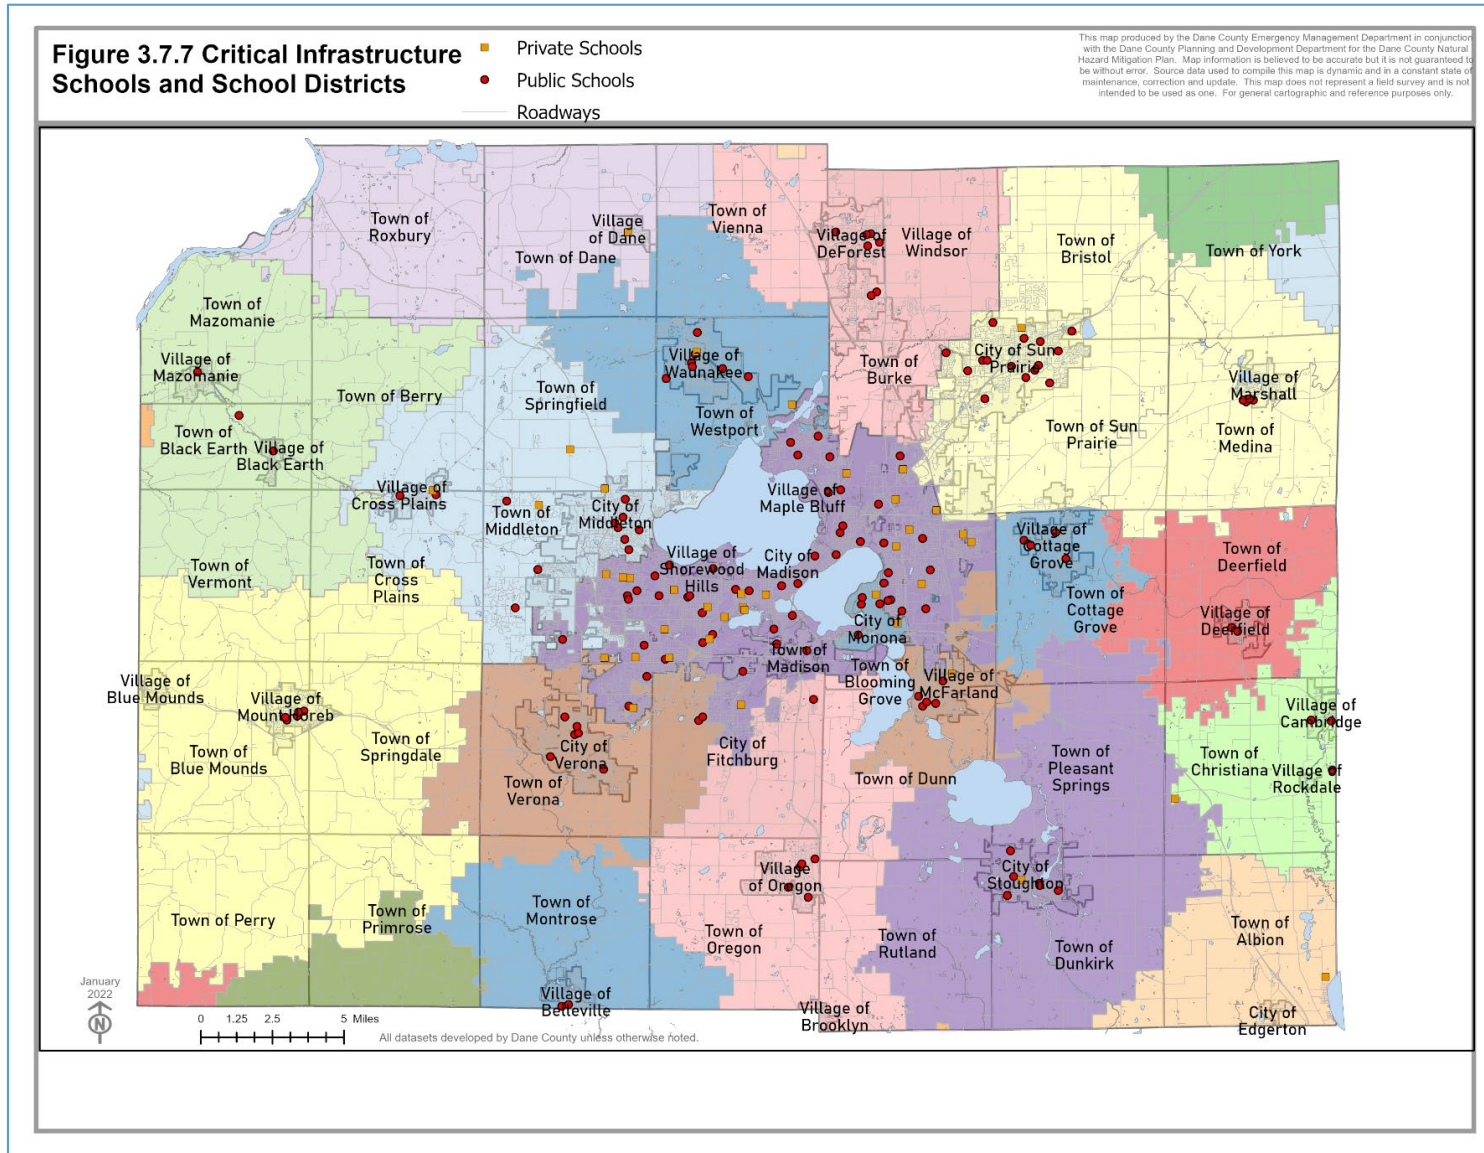 Figure 3.7.7 Critical Infrastructure
Schools and School Districts
Private Schools
Public Schools
Roadways
This map produced by the Dane County Emergency Management Department in conjunction
with the Dane County Planning and Development Department for the Dane County Natural
Hazard Mitigation Plan. Map information is believed to be accurate but it is not guaranteed to
be without error. Source data used to compile this map is dynamic and in a constant state of
maintenance, correction and update. This map does not represent a field survey and is not
intended to be used as one. For general cartographic and reference purposes only.
Town of
Roxbury
Village
of Dane
Town of Dane
Town of
Vienna
Village of
DeForest
Village of
Windsor
Town of
Bristol
Town of York
Town of
Mazomanie
Village of
Mazomanie
Town of Berry
Town of
Springfield
Village of
Waunakee
Town of
Westport
Town of
Burke
City of Sun
Prairie
Village of
Marshall
Town of
Black Earth
Village of
Black Earth
Town of Sun
Prairie
Town of
Medina
Village of
Cross Plains
Town of
Middleton
City of
Middleton
Village of
Maple Bluff
Village of
Cottage
Grove
Town of
Deerfield
Town of
Vermont
Town of
Cross
Plains
Village of
Shorewood
Hills
City of
Madison
City of
Monona
Town of
Cottage
Grove
Village of
Deerfield
Town of
Madison
Town of
Blooming
Grove
Village of
McFarland
Village of
Blue Mounds
Village of
Mount Horeb
Village of
Cambridge
Town of
Blue Mounds
Town of
Springdale
City of
Verona
Town of
Verona
City of
Fitchburg
Town of Dunn
Town of
Pleasant
Springs
Town of
Christiana
Village of
Rockdale
Village
of Oregon
City of
Stoughton
Town of Perry
Town of
Primrose
Town of
Montrose
Town of
Oregon
Town of
Rutland
Town of
Dunkirk
Town of
Albion
Village of
Belleville
Village of
Brooklyn
City of
Edgerton
January
2022
N
0 1.25 2.5 5 Miles
All datasets developed by Dane County unless otherwise noted.